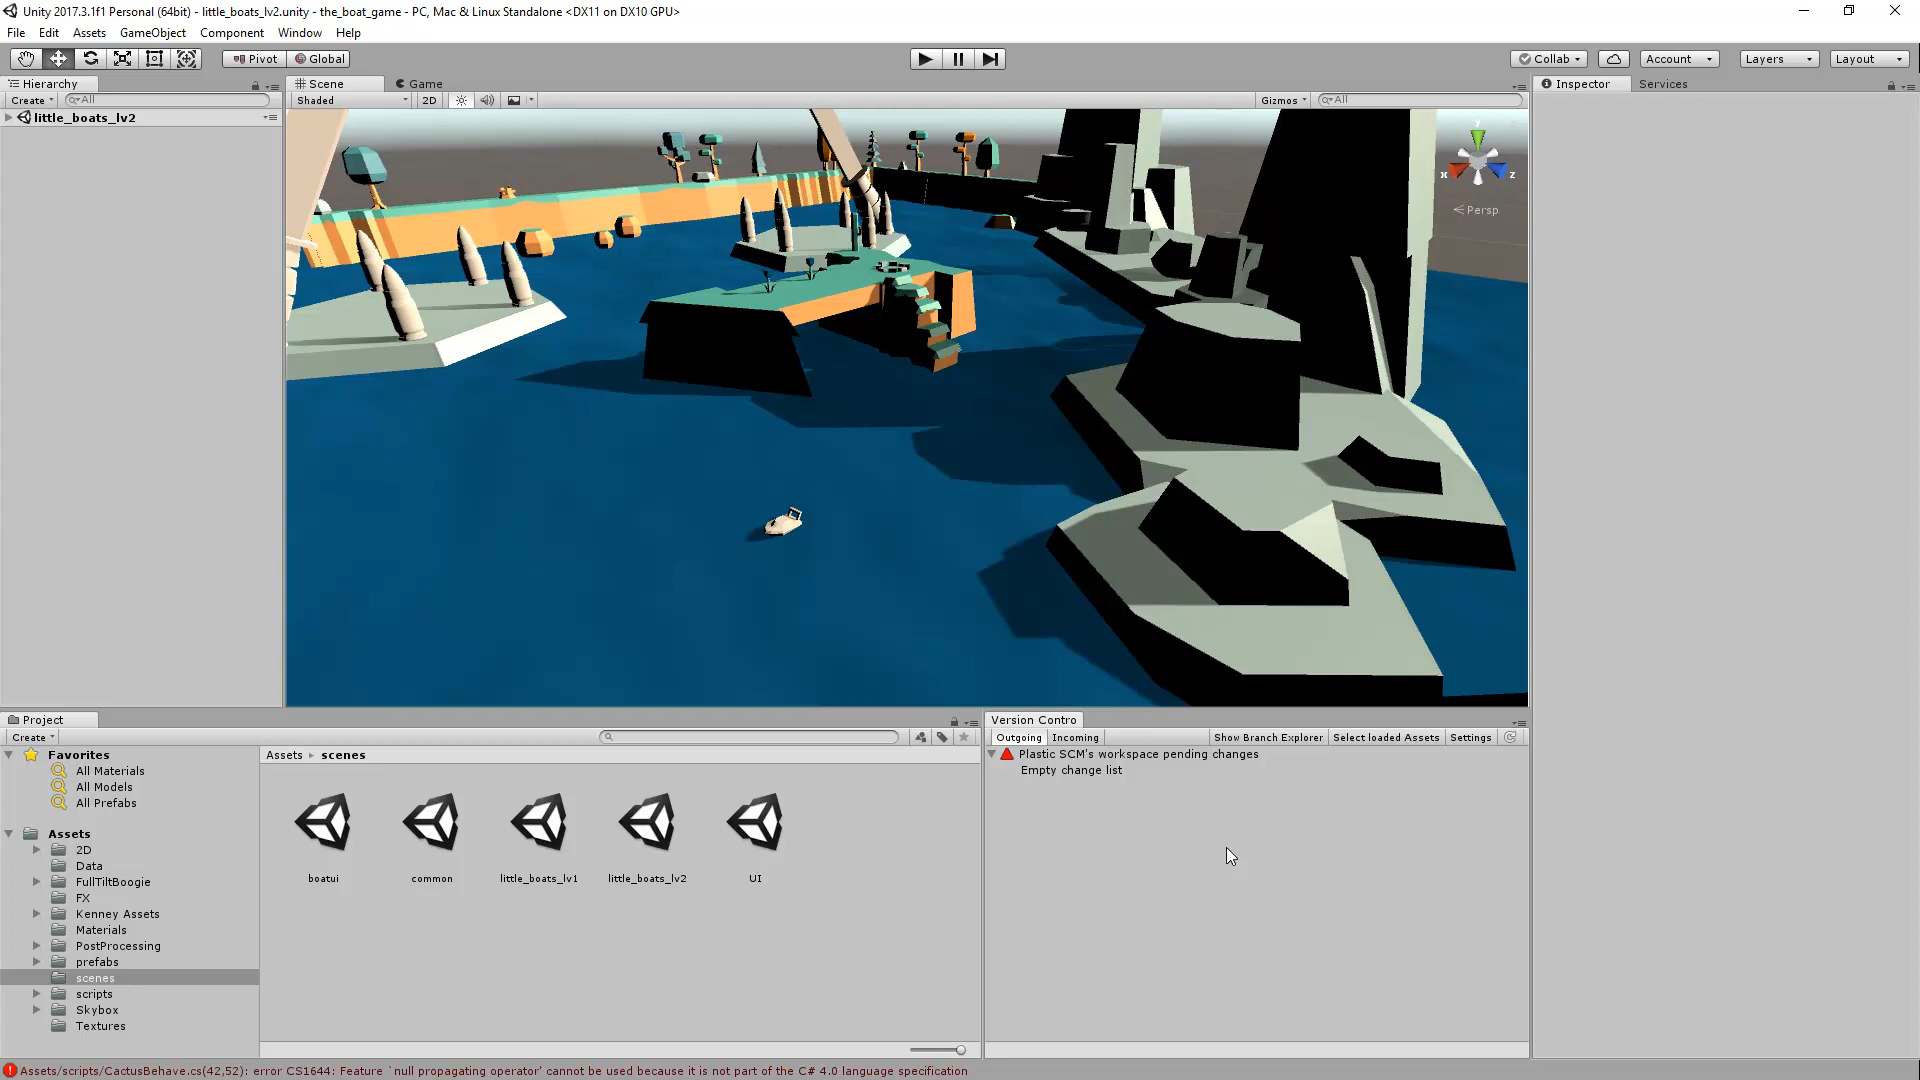 Unity 2017.3.1f1 Personal (64bit) - little_boats_lv2.unity - the_boat_game - PC, Mac & Linux Standalone <DX11 on DX10 GPU>
File Edit Assets GameObject Component Window Help
Pivot Global Collab Account Layers Layout
Hierarchy Scene Game Inspector Services
Create All Shaded 2D Gizmos All
little_boats_lv2
y
x z
Persp
Project Version Contro
Create Outgoing Incoming Show Branch Explorer Select loaded Assets Settings
Favorites Assets scenes Plastic SCM's workspace pending changes
All Materials Empty change list
All Models
All Prefabs
Assets
2D
Data
boatui common little_boats_lv1 little_boats_lv2 UI
FullTiltBoogie
FX
Kenney Assets
Materials
PostProcessing
prefabs
scenes
scripts
Skybox
Textures
Assets/scripts/CactusBehave.cs(42,52): error CS1644: Feature `null propagating operator' cannot be used because it is not part of the C# 4.0 language specification